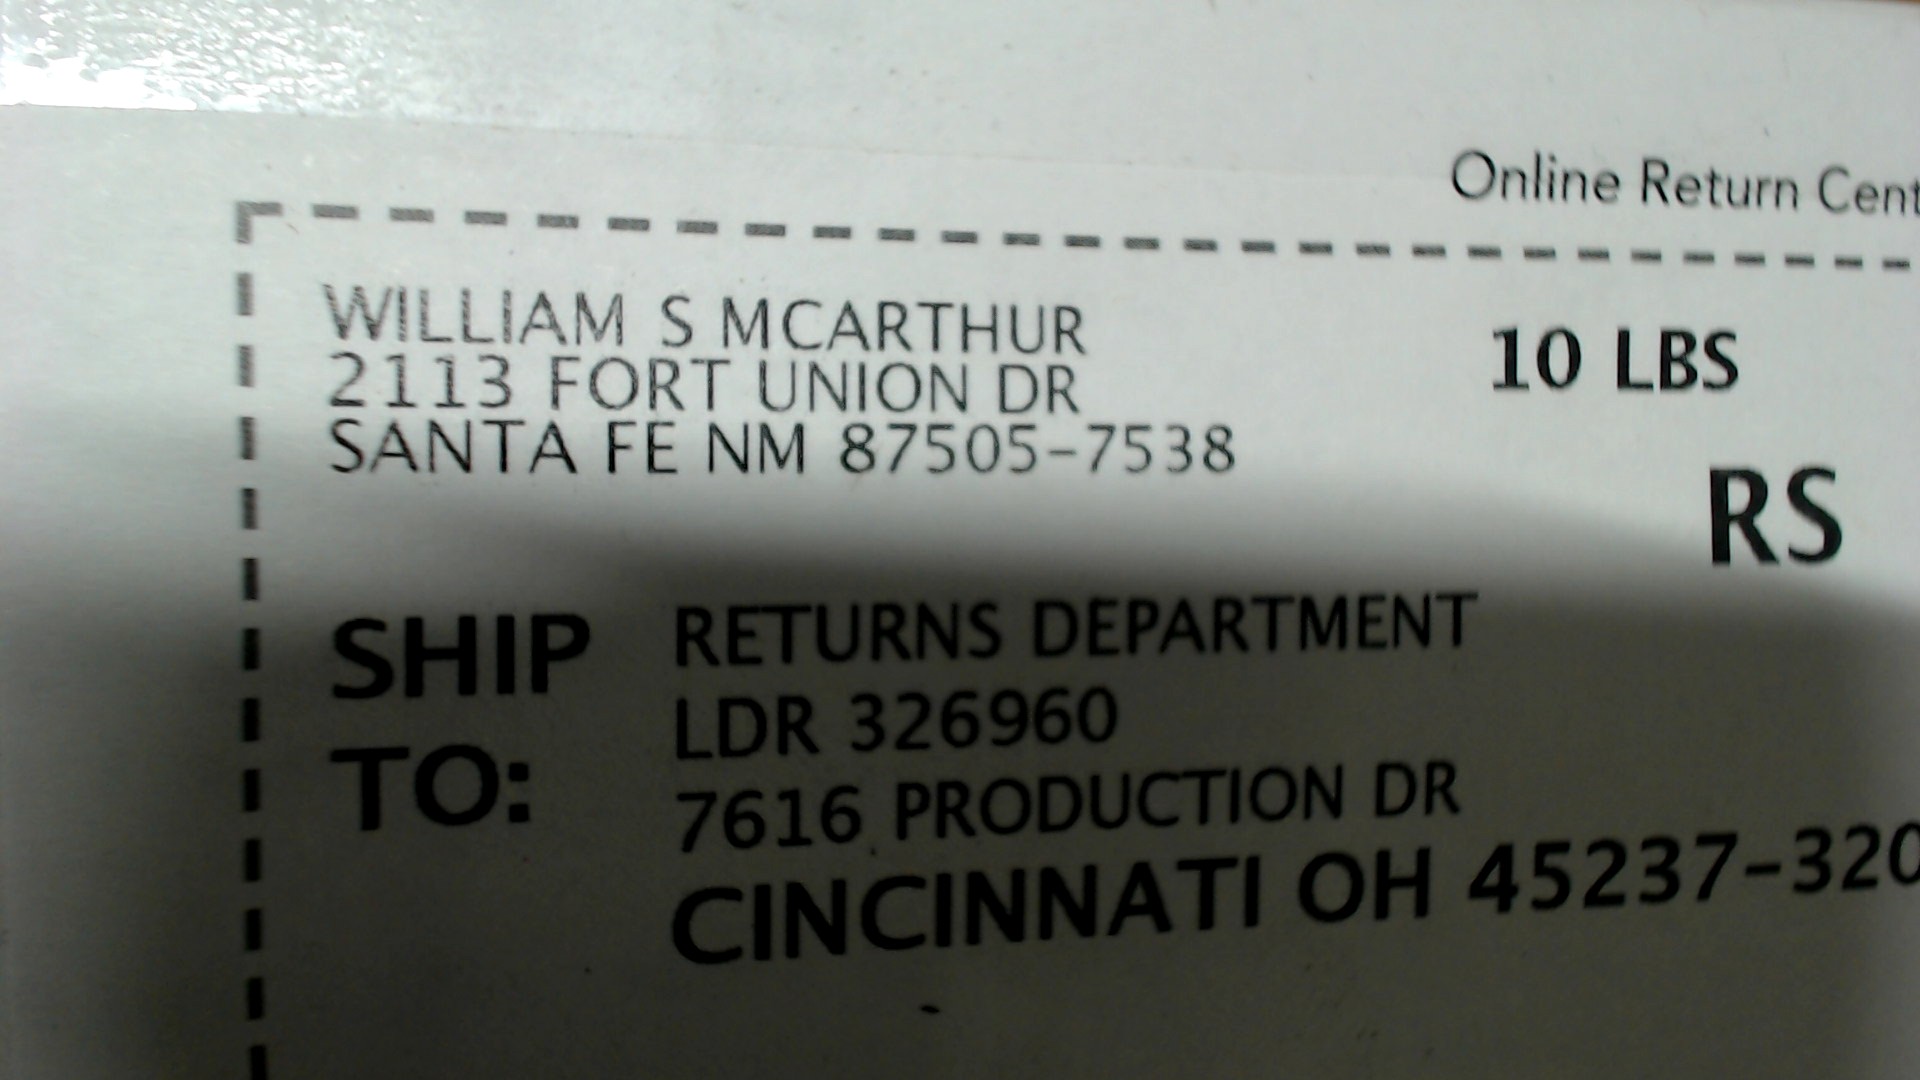 Online Return Cent
WILLIAM S MCARTHUR
2113 FORT UNION DR
SANTA FE NM 87505-7538
10 LBS
RS
SHIP TO:
RETURNS DEPARTMENT
LDR 326960
7616 PRODUCTION DR
CINCINNATI OH 45237-320